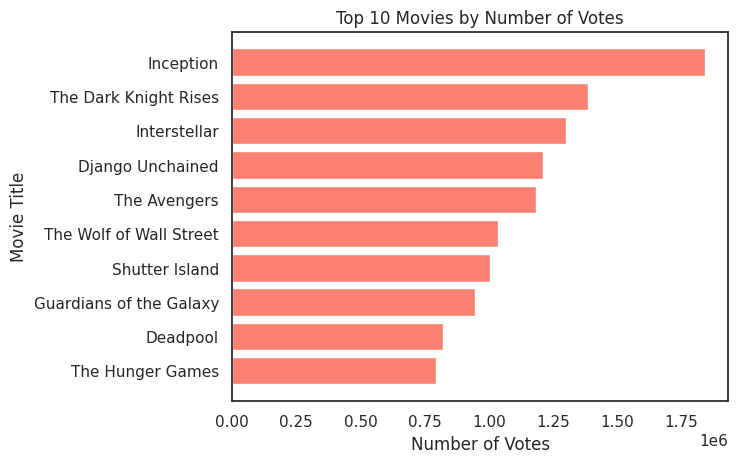 Top 10 Movies by Number of Votes
Movie Title
Inception
The Dark Knight Rises
Interstellar
Django Unchained
The Avengers
The Wolf of Wall Street
Shutter Island
Guardians of the Galaxy
Deadpool
The Hunger Games
0.00 0.25 0.50 0.75 1.00 1.25 1.50 1.75
1e6
Number of Votes